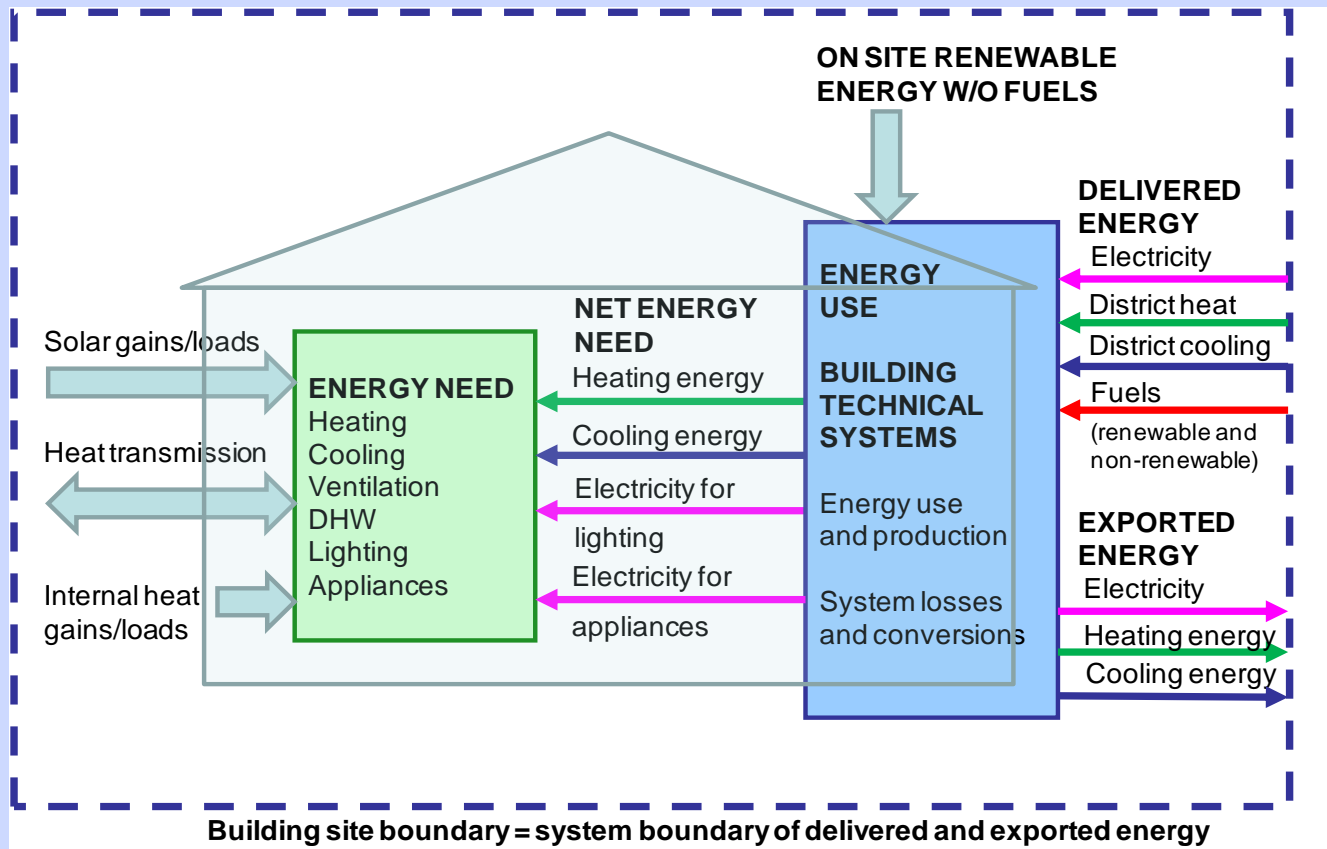 ON SITE RENEWABLE
ENERGY W/O FUELS
DELIVERED
ENERGY
Electricity
District heat
District cooling
Fuels
(renewable and
non-renewable)
EXPORTED
ENERGY
Electricity
Heating energy
Cooling energy
ENERGY
USE
BUILDING
TECHNICAL
SYSTEMS
Energy use
and production
System losses
and conversions
NET ENERGY
NEED
Heating energy
Cooling energy
Electricity for
lighting
Electricity for
appliances
ENERGY NEED
Heating
Cooling
Ventilation
DHW
Lighting
Appliances
Solar gains/loads
Heat transmission
Internal heat
gains/loads
Building site boundary = system boundary of delivered and exported energy